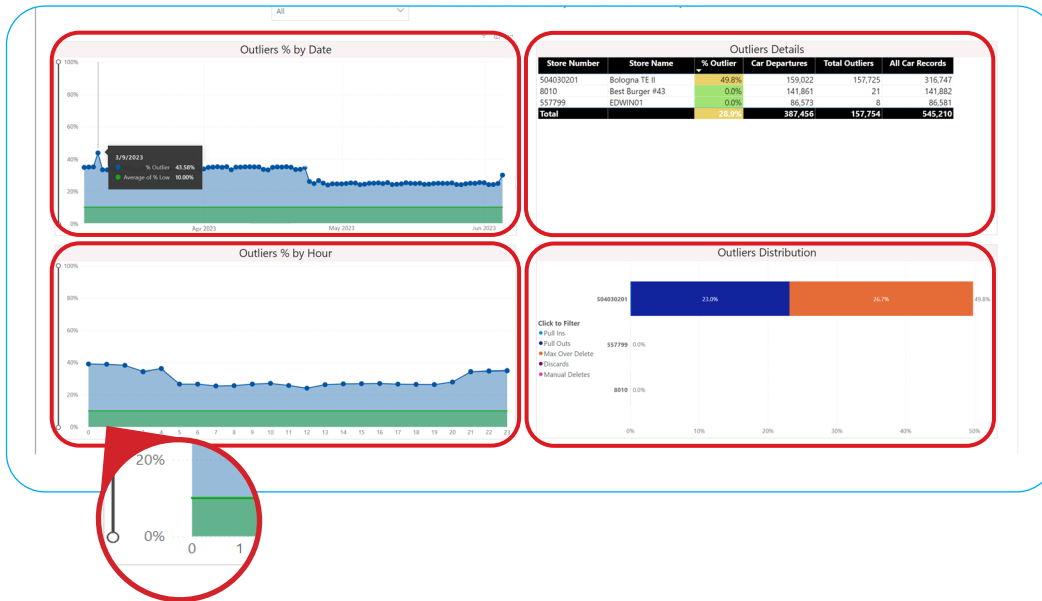 All
Outliers % by Date
100%
80%
60%
40%
20%
0%
3/9/2023
% Outlier 43.58%
Average of % Low 10.00%
Apr 2023 May 2023 Jun 2023
Outliers Details
Store Number Store Name % Outlier Car Departures Total Outliers All Car Records
504030201 Bologna TE II 49.8% 159,022 157,725 316,747
8010 Best Burger #43 0.0% 141,861 21 141,882
557799 EDWIN01 0.0% 86,573 8 86,581
Total 28.9% 387,456 157,754 545,210
Outliers % by Hour
100%
80%
60%
40%
20%
0%
0 3 4 5 6 7 8 9 10 11 12 13 14 15 16 17 18 19 20 21 22 23
Outliers Distribution
504030201 23.0% 26.7% 49.8%
Click to Filter
Pull Ins
Pull Outs
Max Over Delete
Discards
Manual Deletes
557799 0.0%
8010 0.0%
0% 10% 20% 30% 40% 50%
20%
0%
0 1